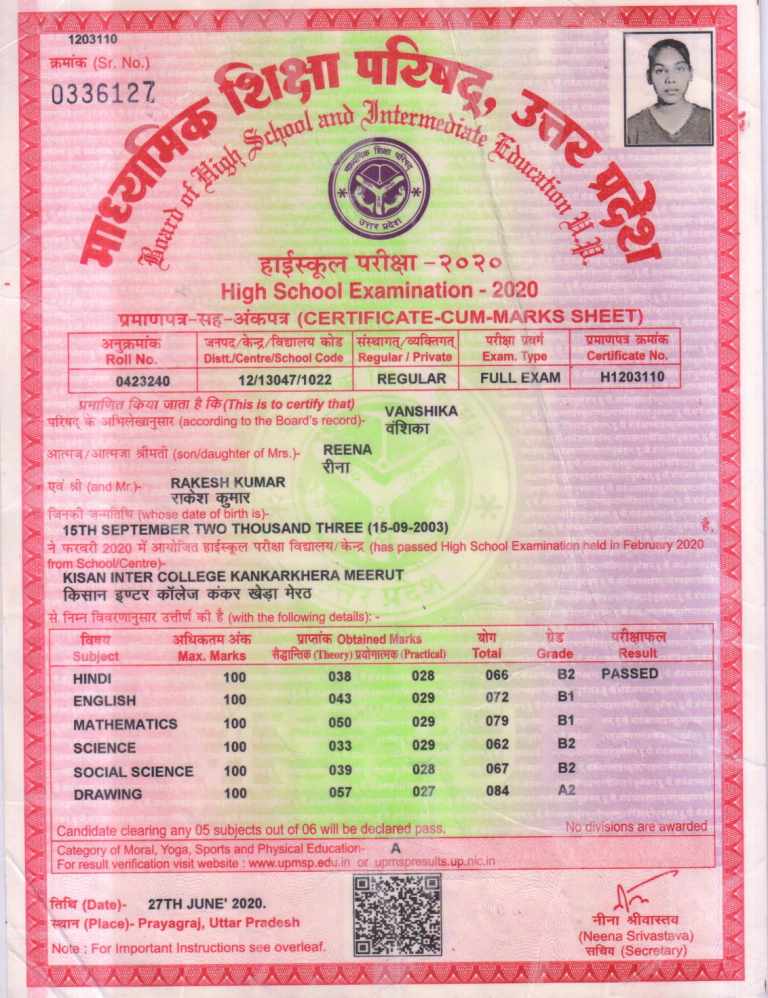 1203110
क्रमांक (Sr. No.)
0336127
माध्यमिक शिक्षा परिषद्, उत्तर प्रदेश
Board of High School and Intermediate Education U.P.
माध्यमिक शिक्षा परिषद्
उत्तर प्रदेश
हाईस्कूल परीक्षा -२०२०
High School Examination - 2020
प्रमाणपत्र-सह-अंकपत्र (CERTIFICATE-CUM-MARKS SHEET)
अनुक्रमांक जनपद/केन्द्र/विद्यालय कोड संस्थागत्/व्यक्तिगत् परीक्षा प्रवर्ग प्रमाणपत्र क्रमांक
Roll No. Distt./Centre/School Code Regular / Private Exam. Type Certificate No.
0423240 12/13047/1022 REGULAR FULL EXAM H1203110
प्रमाणित किया जाता है कि (This is to certify that)
परिषद् के अभिलेखानुसार (according to the Board's record)- VANSHIKA
वंशिका
आत्मज/आत्मजा श्रीमती (son/daughter of Mrs.)- REENA
रीना
एवं श्री (and Mr.)- RAKESH KUMAR
राकेश कुमार
जिनकी जन्मतिथि (whose date of birth is)-
15TH SEPTEMBER TWO THOUSAND THREE (15-09-2003) है,
ने फरवरी 2020 में आयोजित हाईस्कूल परीक्षा विद्यालय/केन्द्र (has passed High School Examination held in February 2020
from School/Centre)-
KISAN INTER COLLEGE KANKARKHERA MEERUT
किसान इण्टर कॉलेज कंकर खेड़ा मेरठ
से निम्न विवरणानुसार उत्तीर्ण की है (with the following details): -
विषय अधिकतम अंक प्राप्तांक Obtained Marks योग ग्रेड परीक्षाफल
Subject Max. Marks सैद्धान्तिक (Theory) प्रयोगात्मक (Practical) Total Grade Result
HINDI 100 038 028 066 B2 PASSED
ENGLISH 100 043 029 072 B1
MATHEMATICS 100 050 029 079 B1
SCIENCE 100 033 029 062 B2
SOCIAL SCIENCE 100 039 028 067 B2
DRAWING 100 057 027 084 A2
Candidate clearing any 05 subjects out of 06 will be declared pass. No divisions are awarded
Category of Moral, Yoga, Sports and Physical Education- A
For result verification visit website : www.upmsp.edu.in or upmspresults.up.nic.in
तिथि (Date)- 27TH JUNE' 2020.
स्थान (Place)- Prayagraj, Uttar Pradesh
Note : For Important Instructions see overleaf.
नीना श्रीवास्तव
(Neena Srivastava)
सचिव (Secretary)